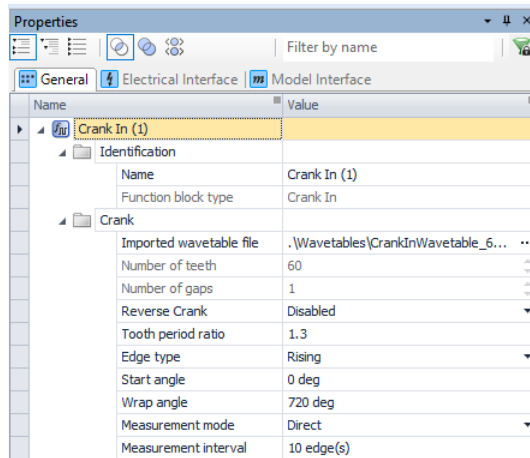 Properties
Filter by name
General Electrical Interface Model Interface
Name Value
Crank In (1)
Identification
Name Crank In (1)
Function block type Crank In
Crank
Imported wavetable file .\Wavetables\CrankInWavetable_6... ...
Number of teeth 60
Number of gaps 1
Reverse Crank Disabled
Tooth period ratio 1.3
Edge type Rising
Start angle 0 deg
Wrap angle 720 deg
Measurement mode Direct
Measurement interval 10 edge(s)